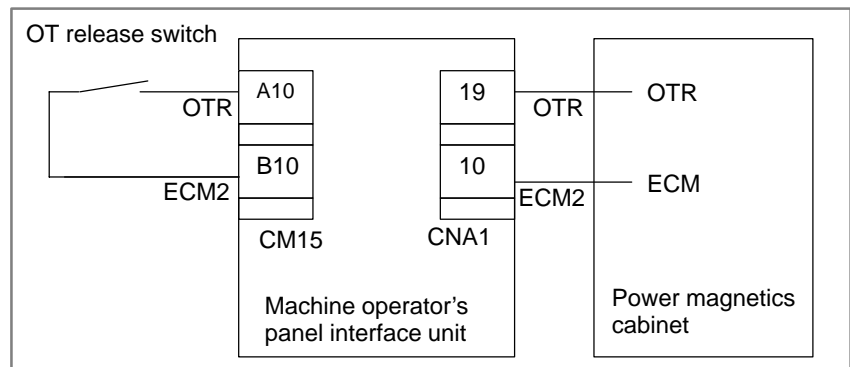 OT release switch
A10
19
OTR
OTR
OTR
B10
10
ECM
ECM2
ECM2
CM15
CNA1
Machine operator’s
panel interface unit
Power magnetics
cabinet